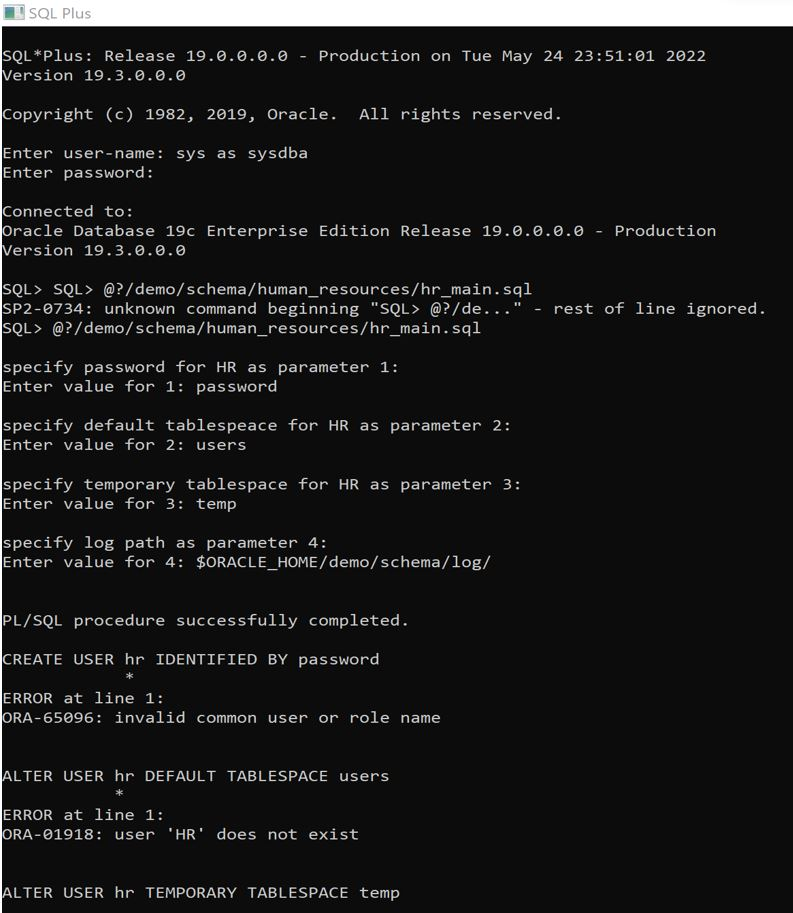 SQL Plus
SQL*Plus: Release 19.0.0.0.0 - Production on Tue May 24 23:51:01 2022
Version 19.3.0.0.0
Copyright (c) 1982, 2019, Oracle.  All rights reserved.
Enter user-name: sys as sysdba
Enter password:
Connected to:
Oracle Database 19c Enterprise Edition Release 19.0.0.0.0 - Production
Version 19.3.0.0.0
SQL> SQL> @?/demo/schema/human_resources/hr_main.sql
SP2-0734: unknown command beginning "SQL> @?/de..." - rest of line ignored.
SQL> @?/demo/schema/human_resources/hr_main.sql
specify password for HR as parameter 1:
Enter value for 1: password
specify default tablespeace for HR as parameter 2:
Enter value for 2: users
specify temporary tablespace for HR as parameter 3:
Enter value for 3: temp
specify log path as parameter 4:
Enter value for 4: $ORACLE_HOME/demo/schema/log/
PL/SQL procedure successfully completed.
CREATE USER hr IDENTIFIED BY password
*
ERROR at line 1:
ORA-65096: invalid common user or role name
ALTER USER hr DEFAULT TABLESPACE users
*
ERROR at line 1:
ORA-01918: user 'HR' does not exist
ALTER USER hr TEMPORARY TABLESPACE temp